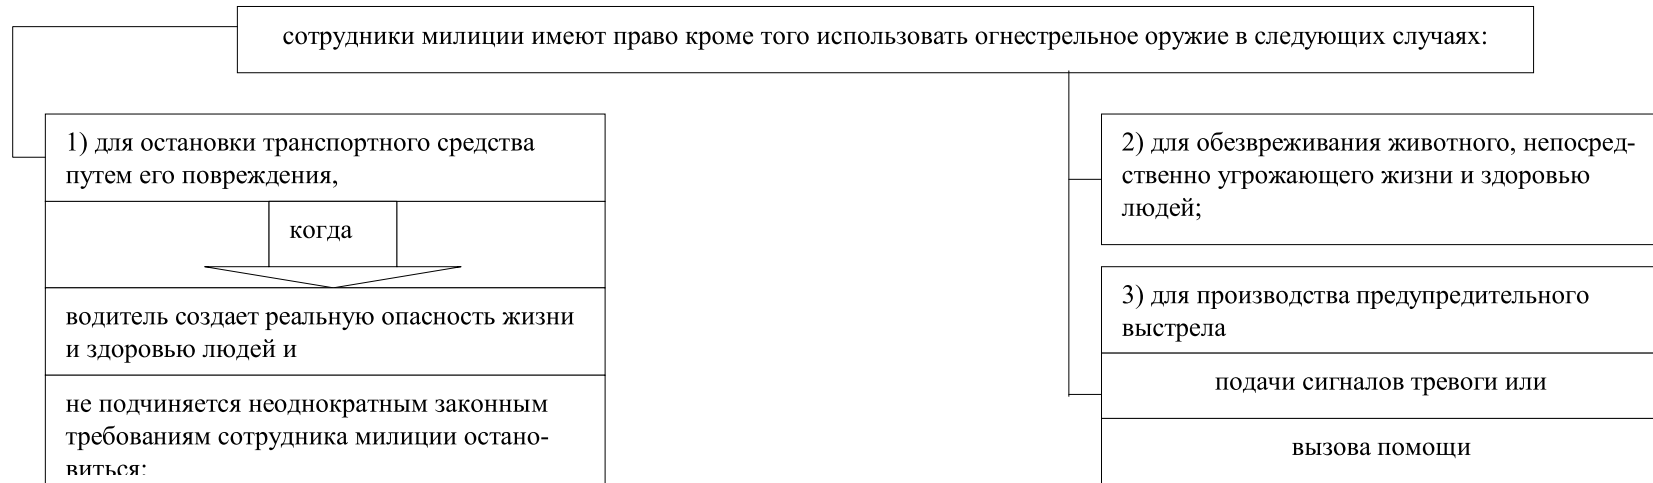 сотрудники милиции имеют право кроме того использовать огнестрельное оружие в следующих случаях:
1) для остановки транспортного средства
путем его повреждения,
когда
водитель создает реальную опасность жизни
и здоровью людей и
не подчиняется неоднократным законным
требованиям сотрудника милиции остано-
виться;
2) для обезвреживания животного, непосред-
ственно угрожающего жизни и здоровью
людей;
3) для производства предупредительного
выстрела
подачи сигналов тревоги или
вызова помощи